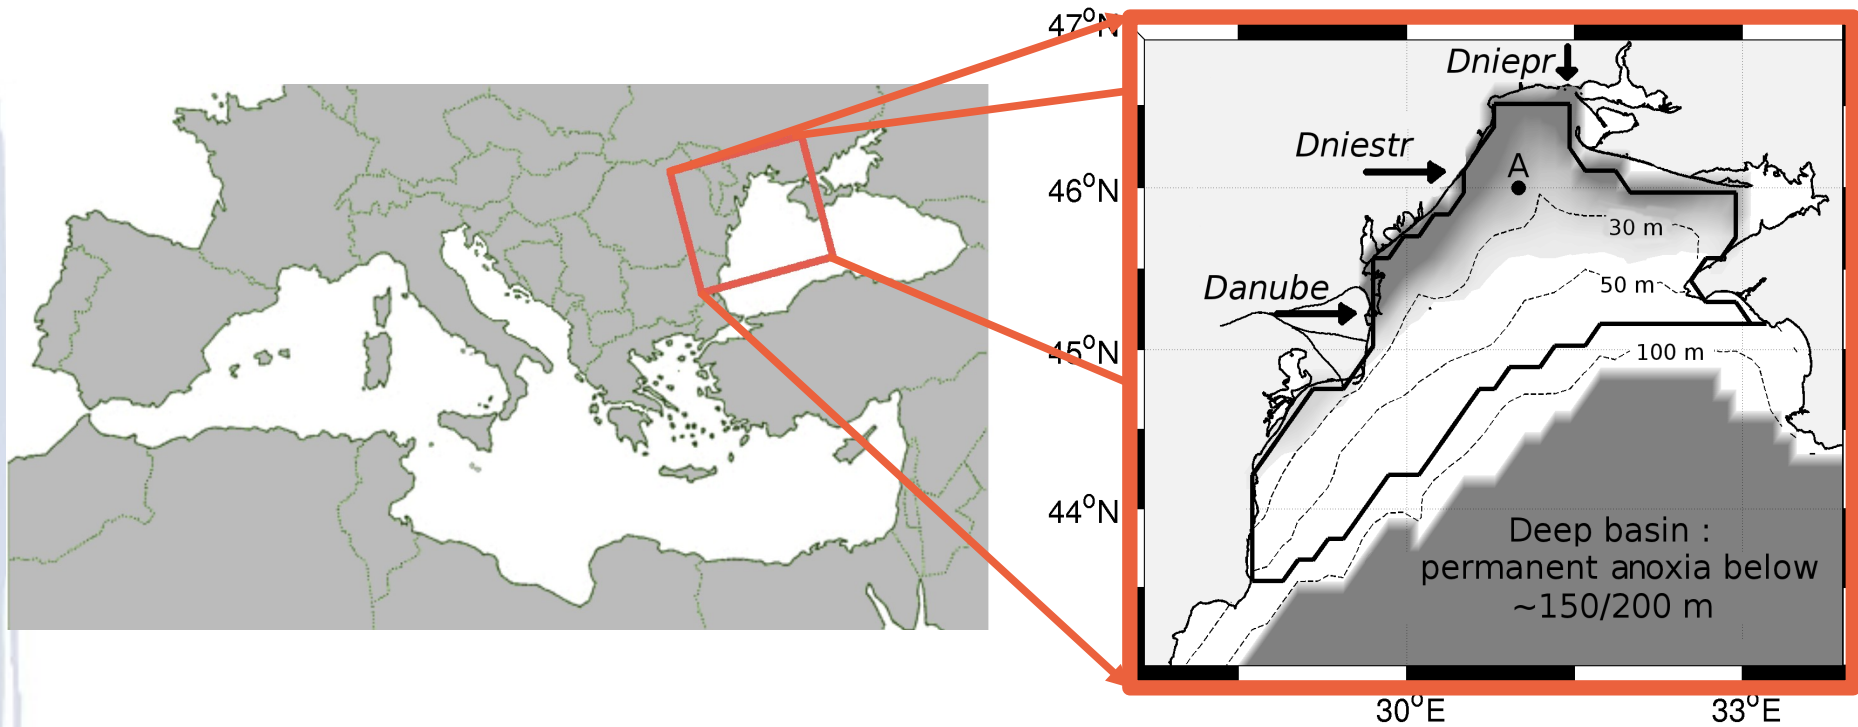 47°N
Dniepr
Dniestr
A
46°N
30 m
Danube
50 m
45°N
100 m
44°N
Deep basin :
permanent anoxia below
~150/200 m
30°E
33°E